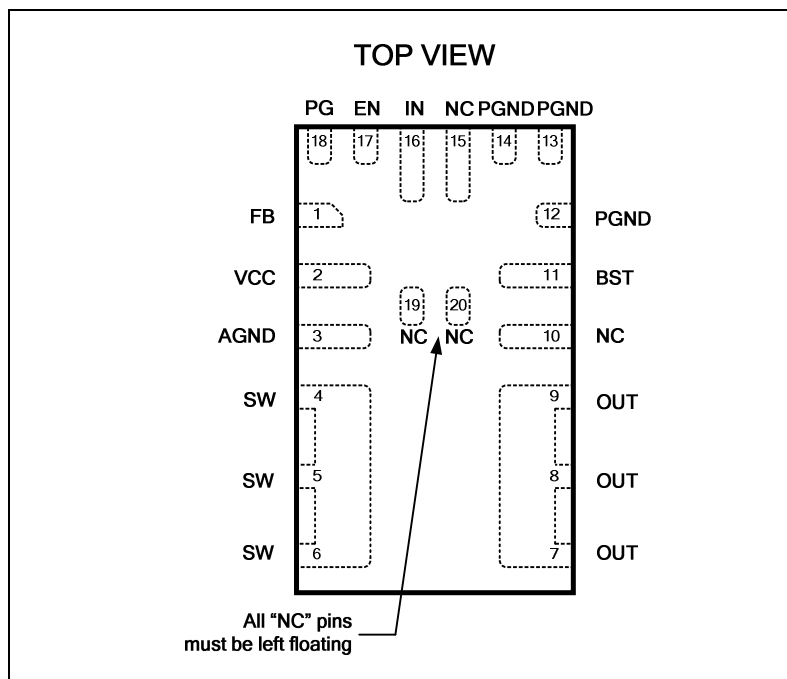 TOP VIEW
PG EN IN NC PGND PGND
18 17 16 15 14 13
FB 1 12 PGND
VCC 2 11 BST
19 20
AGND 3 NC NC 10 NC
SW 4 9 OUT
SW 5 8 OUT
SW 6 7 OUT
All “NC” pins
must be left floating